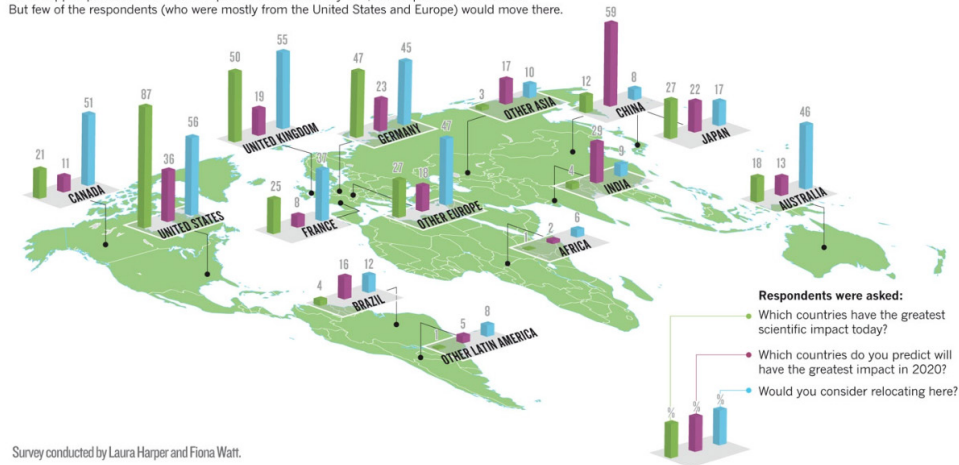 But few of the respondents (who were mostly from the United States and Europe) would move there.
59
55
50
47
45
17
10
12
8
19
23
3
27 22 17
87
51
56
OTHER ASIA
CHINA
UNITED KINGDOM
GERMANY
JAPAN
47
46
21
11
36
29
37
27
18
9
4
18 13
CANADA
INDIA
AUSTRALIA
25
8
UNITED STATES
FRANCE
OTHER EUROPE
1 2 6
AFRICA
4 16 12
BRAZIL
1 5 8
OTHER LATIN AMERICA
Respondents were asked:
Which countries have the greatest
scientific impact today?
Which countries do you predict will
have the greatest impact in 2020?
Would you consider relocating here?
% % %
Survey conducted by Laura Harper and Fiona Watt.